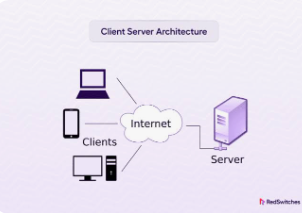 Client Server Architecture
Internet
Clients
Server
RedSwitches